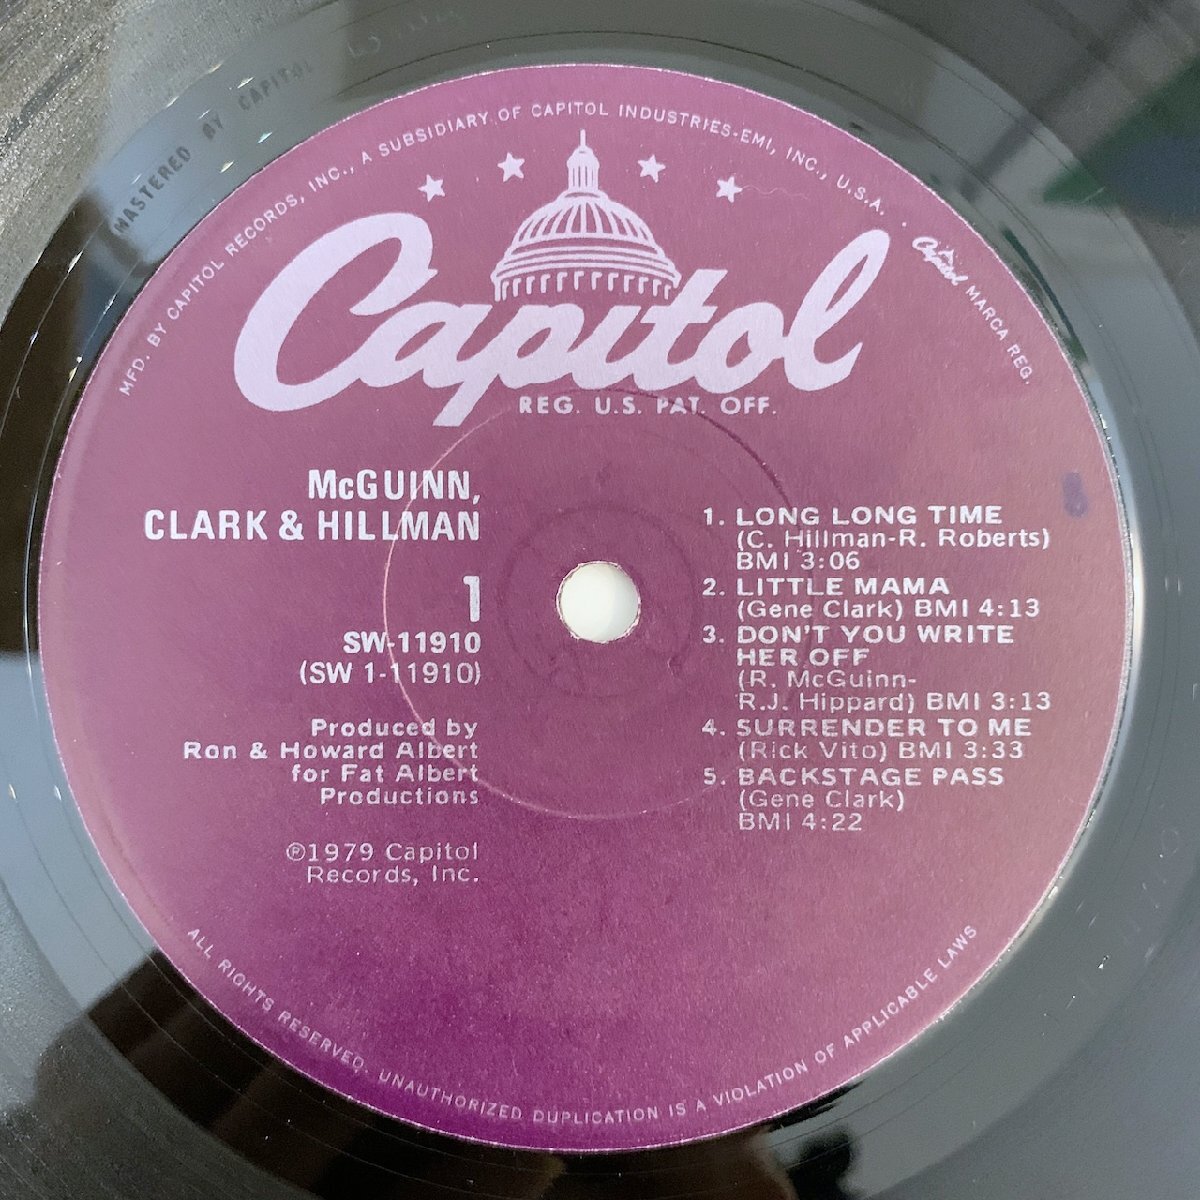 MASTERED BY CAPITOL
MFD. BY CAPITOL RECORDS, INC., A SUBSIDIARY OF CAPITOL INDUSTRIES-EMI, INC., U.S.A. . Capitol MARCA REG.
Capitol
REG. U.S. PAT. OFF.
McGUINN,
CLARK & HILLMAN
1
SW-11910
(SW 1-11910)
Produced by
Ron & Howard Albert
for Fat Albert
Productions
℗1979 Capitol
Records, Inc.
1. LONG LONG TIME
(C. Hillman-R. Roberts)
BMI 3:06
2. LITTLE MAMA
(Gene Clark) BMI 4:13
3. DON'T YOU WRITE
HER OFF
(R. McGuinn-
R.J. Hippard) BMI 3:13
4. SURRENDER TO ME
(Rick Vito) BMI 3:33
5. BACKSTAGE PASS
(Gene Clark)
BMI 4:22
ALL RIGHTS RESERVED. UNAUTHORIZED DUPLICATION IS A VIOLATION OF APPLICABLE LAWS